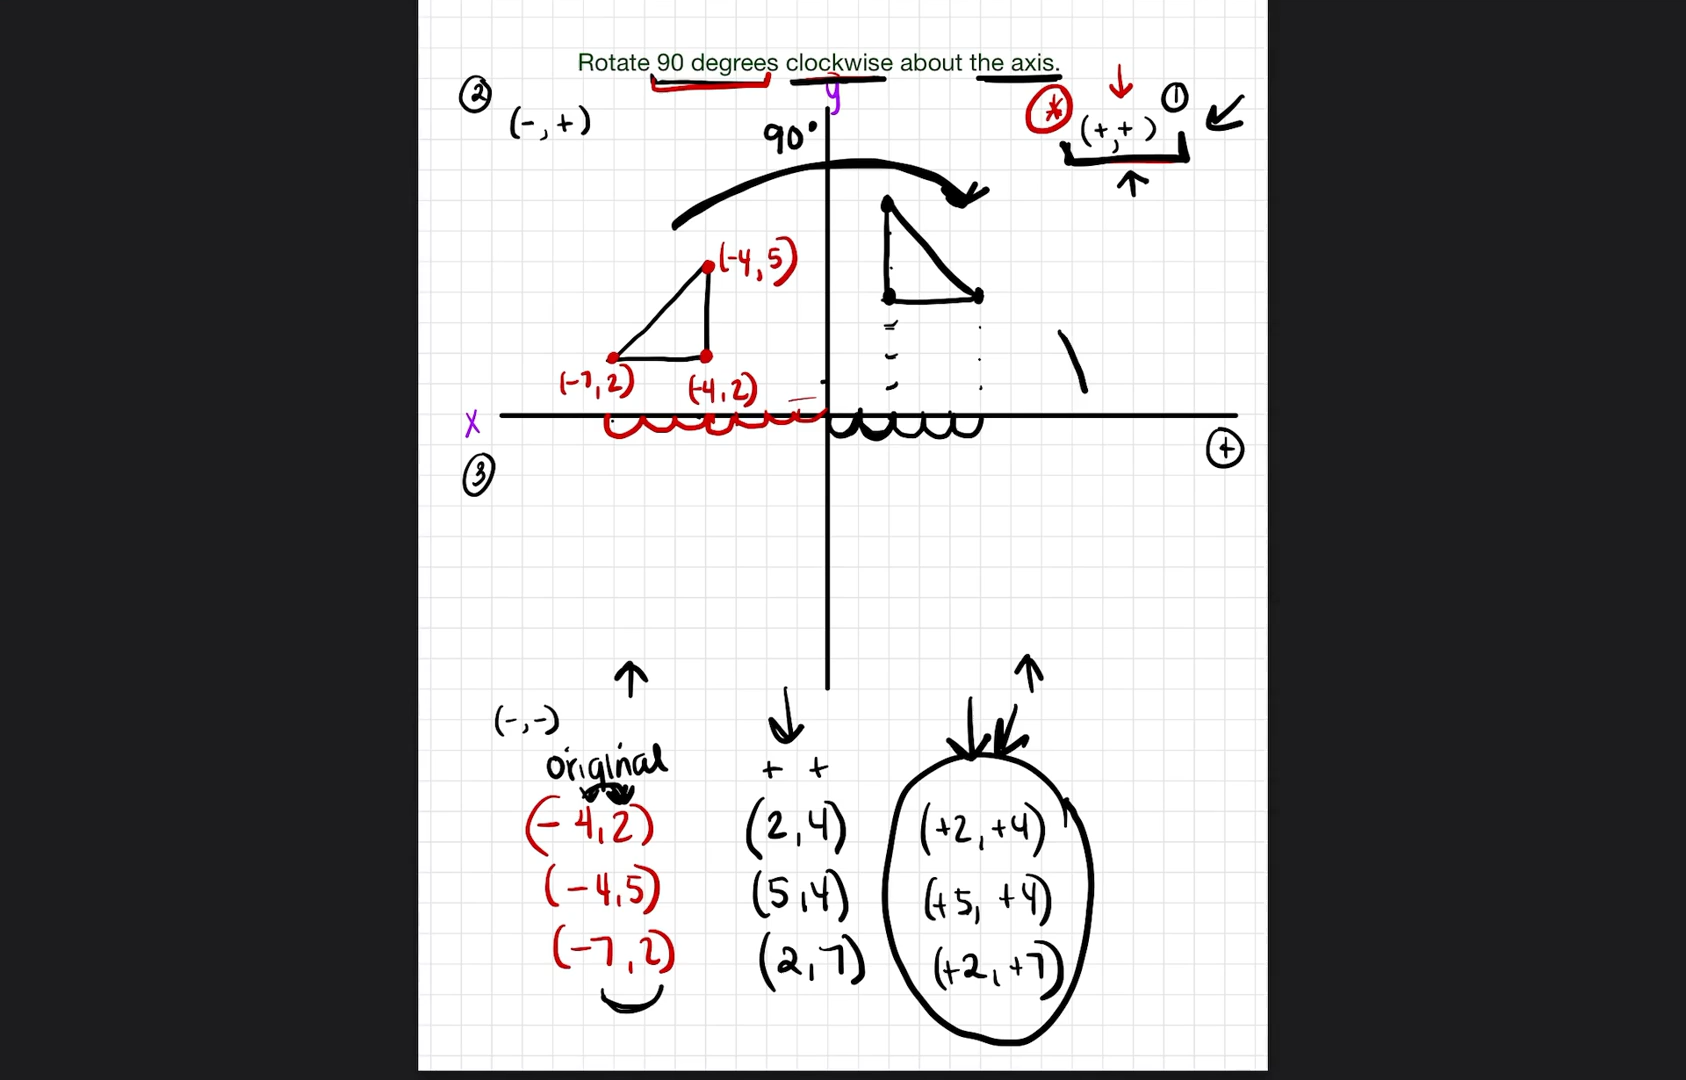 Rotate 90 degrees clockwise about the axis.
②
(-,+)
90°
y
* (+,+) ①
(-4,5)
(-7,2)
(-4,2)
x
+
③
(-,-)
original
+ +
(-4,2) (2,4) (+2,+4)
(-4,5) (5,4) (+5,+4)
(-7,2) (2,7) (+2,+7)